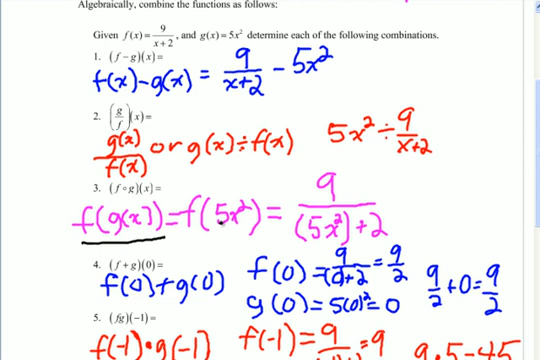 Algebraically, combine the functions as follows:
Given f(x) = 9/(x+2), and g(x) = 5x² determine each of the following combinations.
1. (f − g)(x) =
f(x) - g(x) = 9/(x+2) - 5x²
2. (g/f)(x) =
g(x)/f(x) or g(x) ÷ f(x) 5x² ÷ 9/(x+2)
3. (f ∘ g)(x) =
f(g(x)) = f(5x²) = 9/((5x²)+2)
4. (f + g)(0) =
f(0) + g(0) f(0) = 9/(0+2) = 9/2 9/2 + 0 = 9/2
g(0) = 5(0)² = 0
5. (fg)(−1) =
f(-1) · g(-1) f(-1) = 9 = 9 9 · 5 = 45